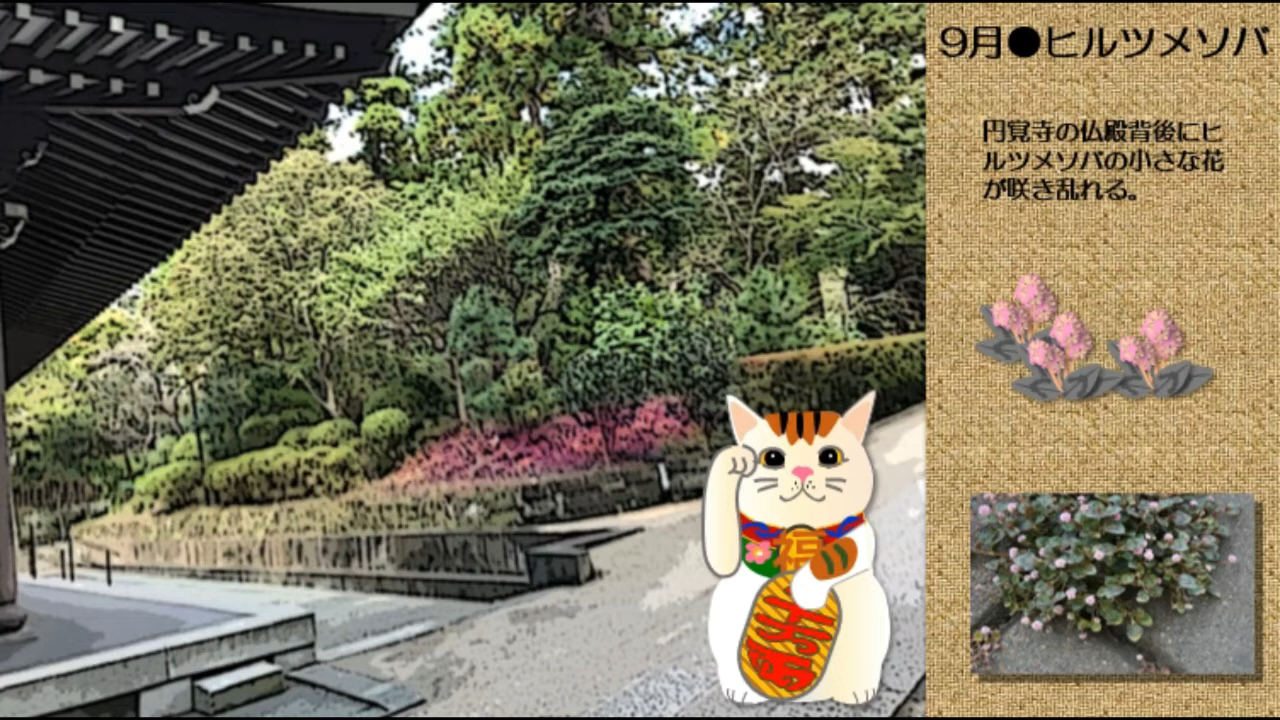 9月●ヒルツメソバ
円覚寺の仏殿背後にヒ
ルツメソバの小さな花
が咲き乱れる。
福